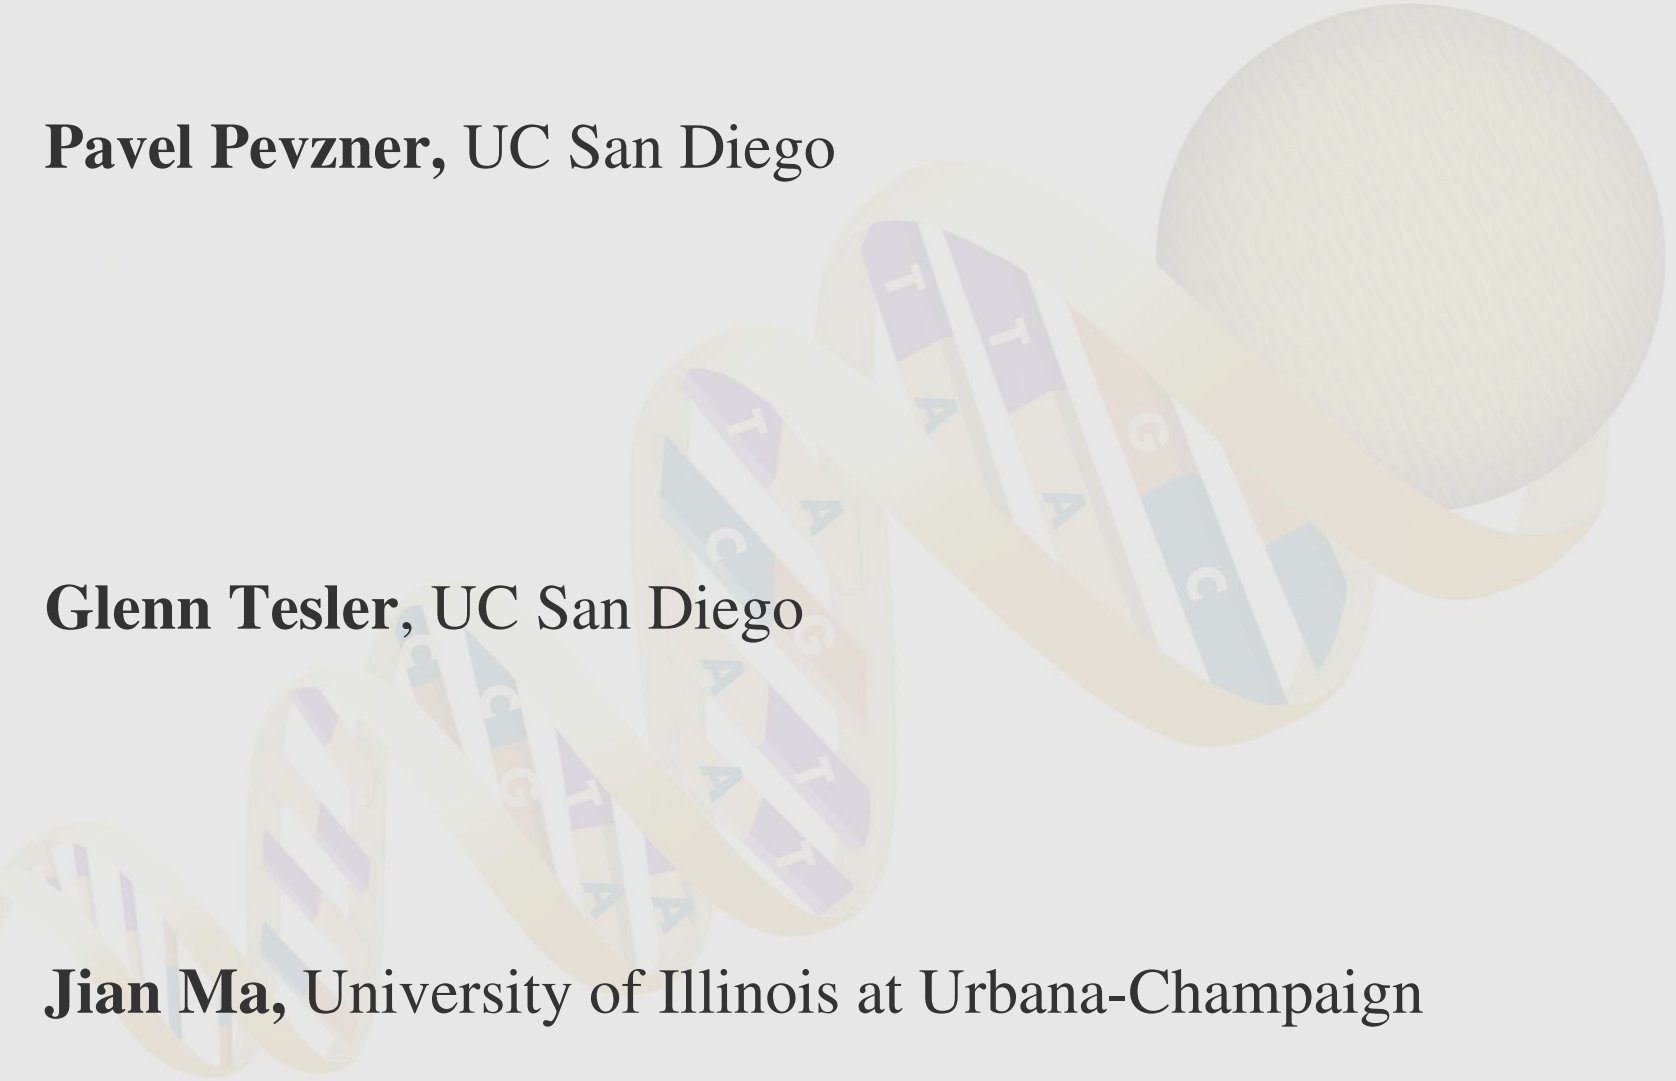 Pavel Pevzner, UC San Diego
T
T
A
T
G
A
A
C
C
Glenn Tesler, UC San Diego
G
C
A
C
T
A
G
T
T
A
A
Jian Ma, University of Illinois at Urbana-Champaign